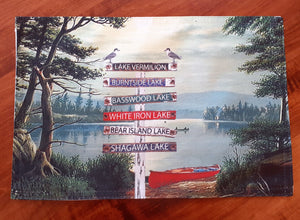 LAKE VERMILION
BURNTSIDE LAKE
BASSWOOD LAKE
WHITE IRON LAKE
BEAR ISLAND LAKE
SHAGAWA LAKE